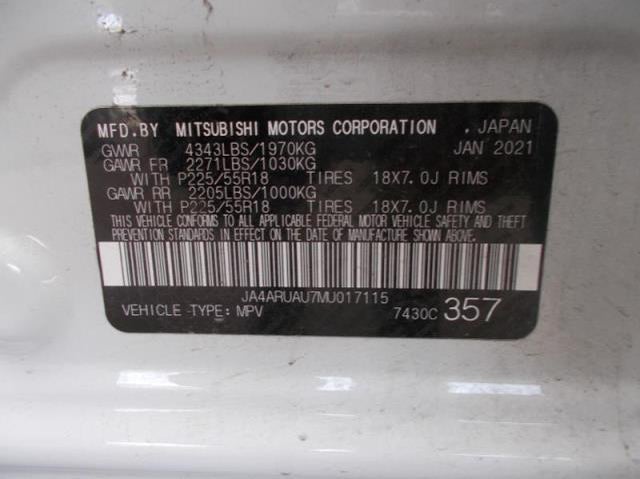 MFD.BY MITSUBISHI MOTORS CORPORATION . JAPAN
GVWR 4343LBS/1970KG JAN 2021
GAWR FR 2271LBS/1030KG
WITH P225/55R18 TIRES 18X7.0J RIMS
GAWR RR 2205LBS/1000KG
WITH P225/55R18 TIRES 18X7.0J RIMS
THIS VEHICLE CONFORMS TO ALL APPLICABLE FEDERAL MOTOR VEHICLE SAFETY AND THEFT
PREVENTION STANDARDS IN EFFECT ON THE DATE OF MANUFACTURE SHOWN ABOVE.
JA4ARUAU7MU017115
VEHICLE TYPE: MPV 7430C 357